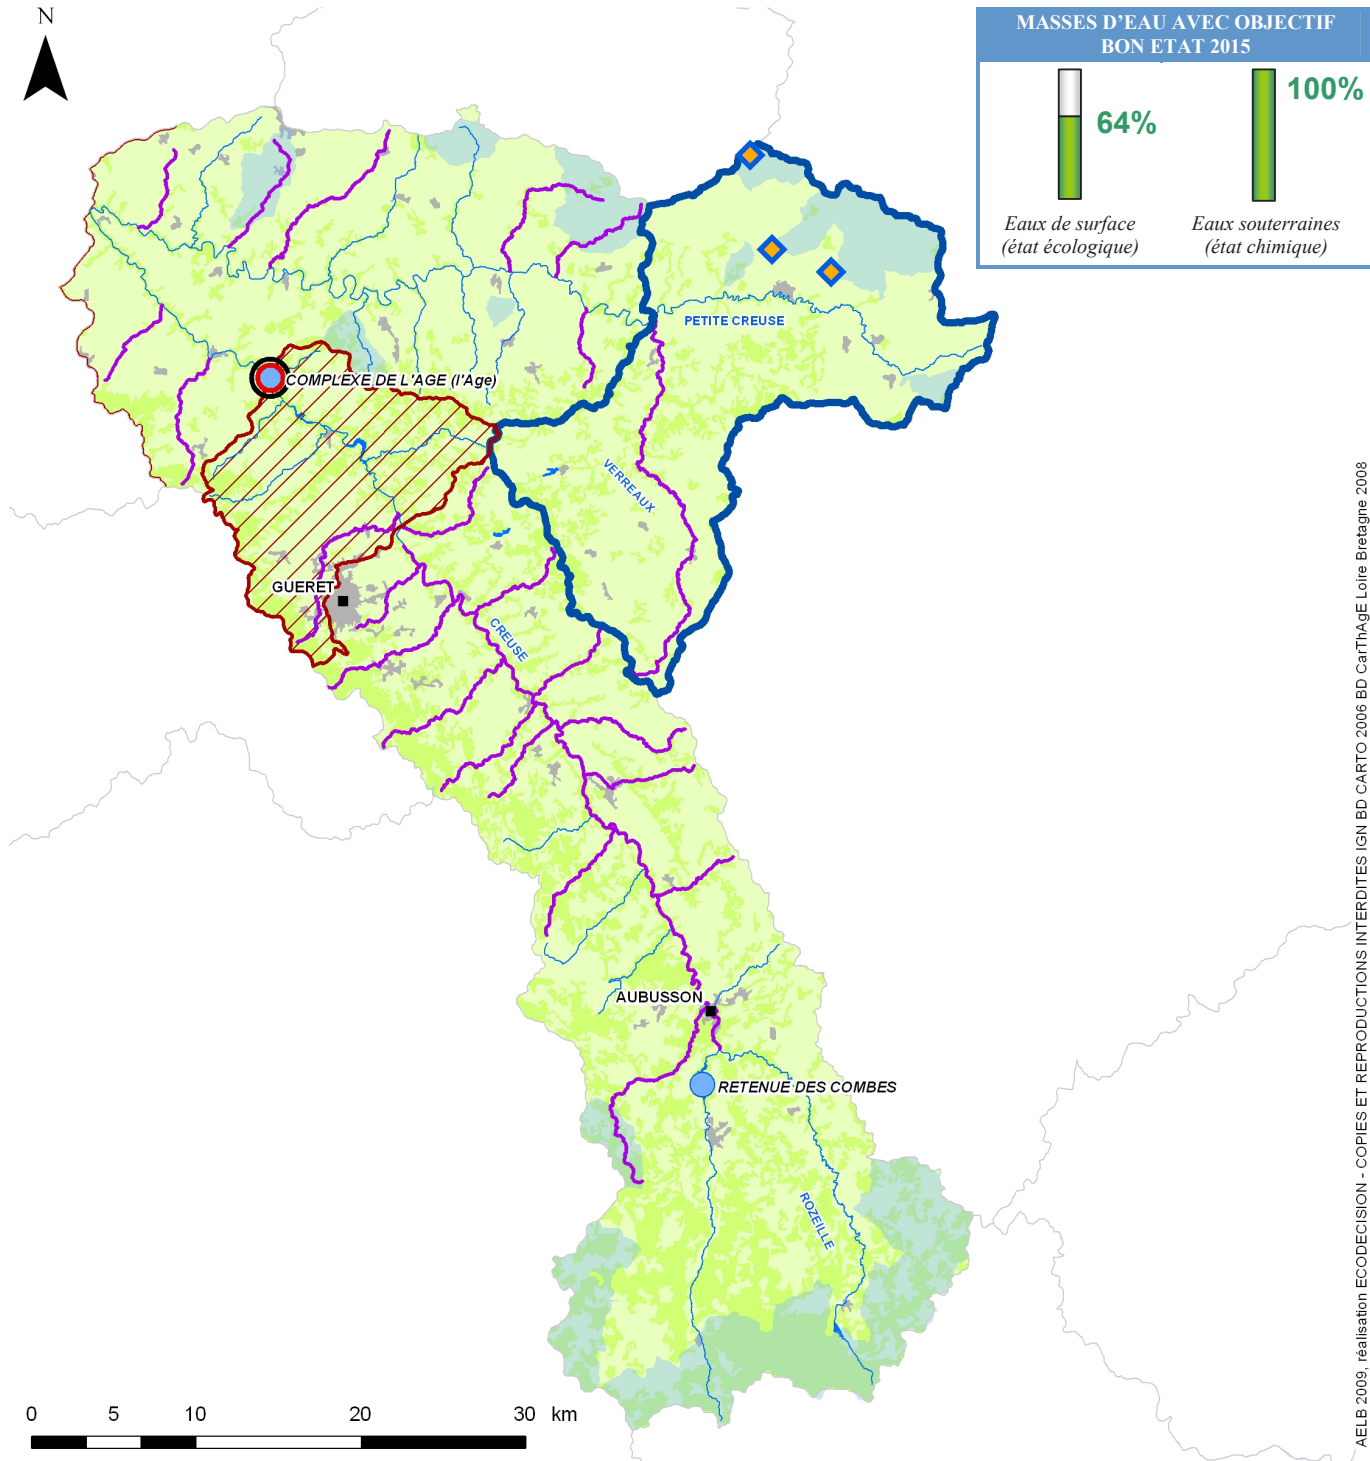 N
MASSES D'EAU AVEC OBJECTIF
BON ETAT 2015
64%
100%
Eaux de surface
(état écologique)
Eaux souterraines
(état chimique)
PETITE CREUSE
COMPLEXE DE L'AGE (l'Age)
VERREAUX
GUERET
CREUSE
AUBUSSON
RETENUE DES COMBES
ROZEILLE
0 5 10 20 30 km
AELB 2009, réalisation ECODECISION - COPIES ET REPRODUCTIONS INTERDITES IGN BD CARTO 2006 BD CarThAgE Loire Bretagne 2008